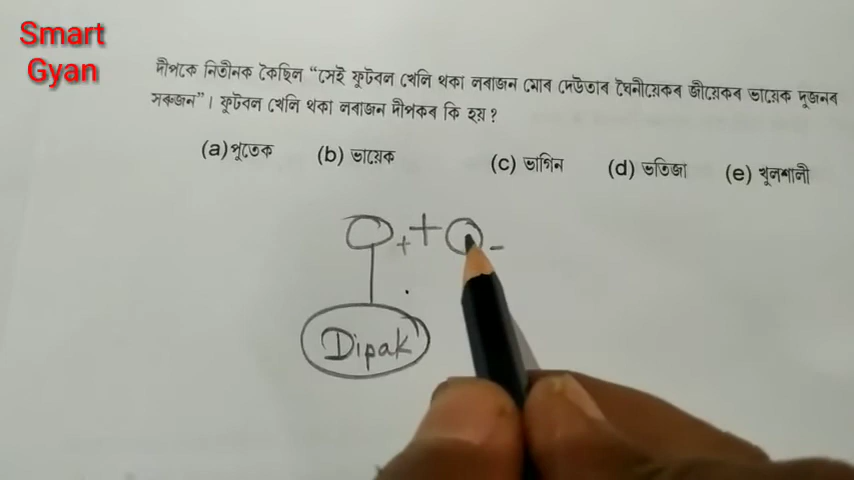 Smart
Gyan
দীপকে নিতীনক কৈছিল “সেই ফুটবল খেলি থকা লৰাজন মোৰ দেউতাৰ ঘৈনীয়েকৰ জীয়েকৰ ভায়েক দুজনৰ
সৰুজন”। ফুটবল খেলি থকা লৰাজন দীপকৰ কি হয়?
(a) পুতেক (b) ভায়েক (c) ভাগিন (d) ভতিজা (e) খুলশালী
+ + -
Dipak